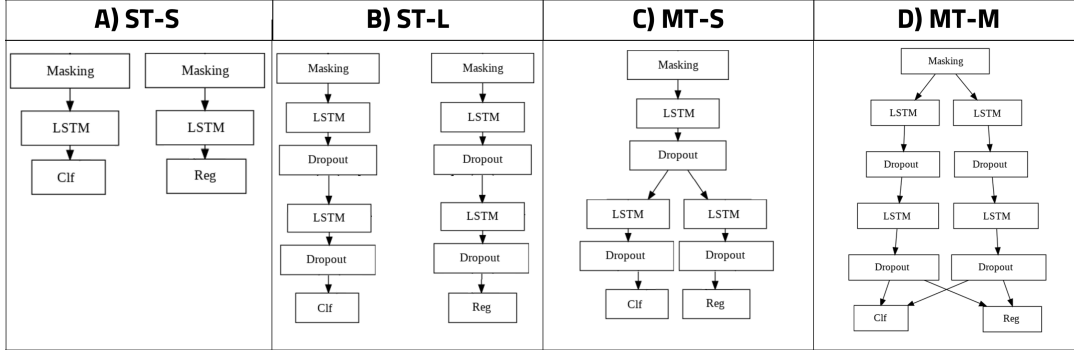 A) ST-S
B) ST-L
C) MT-S
D) MT-M
Masking
Masking
LSTM
LSTM
Clf
Reg
Masking
Masking
LSTM
LSTM
Dropout
Dropout
LSTM
LSTM
Dropout
Dropout
Clf
Reg
Masking
LSTM
Dropout
LSTM
LSTM
Dropout
Dropout
Clf
Reg
Masking
LSTM
LSTM
Dropout
Dropout
LSTM
LSTM
Dropout
Dropout
Clf
Reg